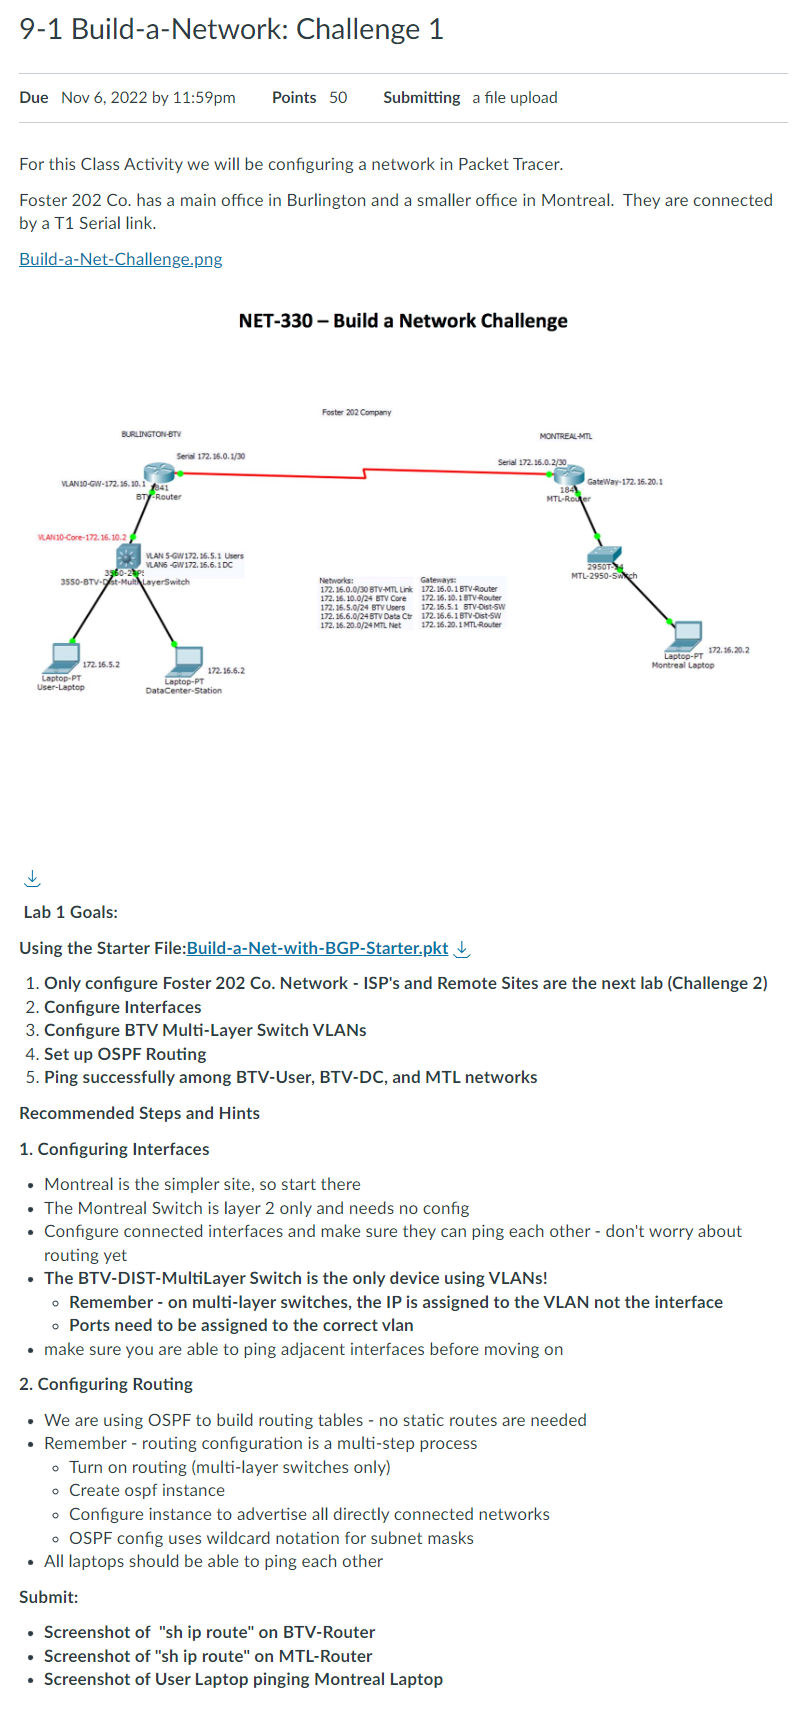 9-1 Build-a-Network: Challenge 1
Due Nov 6, 2022 by 11:59pm Points 50 Submitting a file upload
For this Class Activity we will be configuring a network in Packet Tracer.
Foster 202 Co. has a main office in Burlington and a smaller office in Montreal. They are connected
by a T1 Serial link.
Build-a-Net-Challenge.png
NET-330 – Build a Network Challenge
Foster 202 Company
BURLINGTON-BTV
MONTREAL-MTL
Serial 172.16.0.1/30
Serial 172.16.0.2/30
VLAN10-GW-172.16.10.1
1841
BTV-Router
GateWay-172.16.20.1
1841
MTL-Router
VLAN10-Core-172.16.10.2
VLAN 5-GW172.16.5.1 Users
VLAN6 -GW172.16.6.1DC
3560-24PS
3550-BTV-Dist-MultiLayerSwitch
2950T-24
MTL-2950-Switch
Networks:
172.16.0.0/30 BTV-MTL Link
172.16.10.0/24 BTV Core
172.16.5.0/24 BTV Users
172.16.6.0/24 BTV Data Ctr
172.16.20.0/24 MTL Net
Gateways:
172.16.0.1 BTV-Router
172.16.10.1 BTV-Router
172.16.5.1 BTV-Dist-SW
172.16.6.1 BTV-Dist-SW
172.16.20.1 MTL-Router
172.16.5.2
Laptop-PT
User-Laptop
172.16.6.2
Laptop-PT
DataCenter-Station
172.16.20.2
Laptop-PT
Montreal Laptop
Lab 1 Goals:
Using the Starter File:Build-a-Net-with-BGP-Starter.pkt
1. Only configure Foster 202 Co. Network - ISP's and Remote Sites are the next lab (Challenge 2)
2. Configure Interfaces
3. Configure BTV Multi-Layer Switch VLANs
4. Set up OSPF Routing
5. Ping successfully among BTV-User, BTV-DC, and MTL networks
Recommended Steps and Hints
1. Configuring Interfaces
• Montreal is the simpler site, so start there
• The Montreal Switch is layer 2 only and needs no config
• Configure connected interfaces and make sure they can ping each other - don't worry about
routing yet
• The BTV-DIST-MultiLayer Switch is the only device using VLANs!
◦ Remember - on multi-layer switches, the IP is assigned to the VLAN not the interface
◦ Ports need to be assigned to the correct vlan
• make sure you are able to ping adjacent interfaces before moving on
2. Configuring Routing
• We are using OSPF to build routing tables - no static routes are needed
• Remember - routing configuration is a multi-step process
◦ Turn on routing (multi-layer switches only)
◦ Create ospf instance
◦ Configure instance to advertise all directly connected networks
◦ OSPF config uses wildcard notation for subnet masks
• All laptops should be able to ping each other
Submit:
• Screenshot of "sh ip route" on BTV-Router
• Screenshot of "sh ip route" on MTL-Router
• Screenshot of User Laptop pinging Montreal Laptop